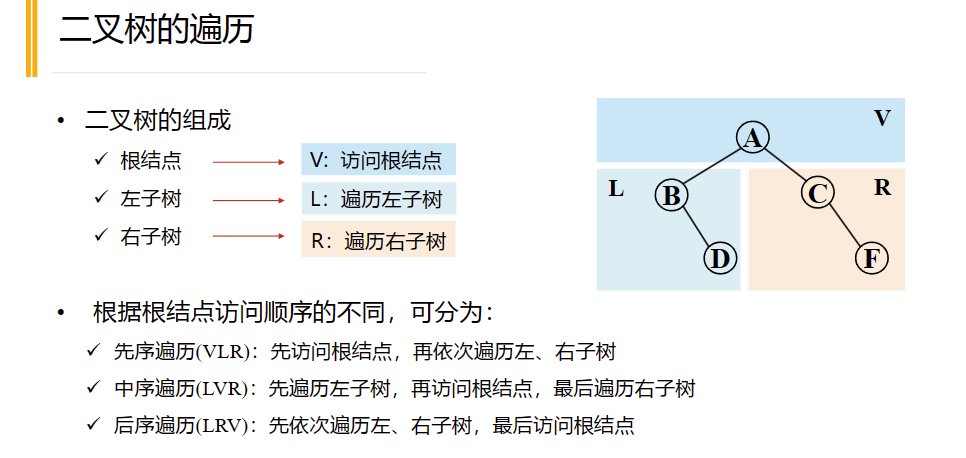 二叉树的遍历
• 二叉树的组成
✓ 根结点
V：访问根结点
✓ 左子树
L：遍历左子树
✓ 右子树
R：遍历右子树
V
A
L
B
C
R
D
F
• 根据根结点访问顺序的不同，可分为：
✓ 先序遍历(VLR)：先访问根结点，再依次遍历左、右子树
✓ 中序遍历(LVR)：先遍历左子树，再访问根结点，最后遍历右子树
✓ 后序遍历(LRV)：先依次遍历左、右子树，最后访问根结点